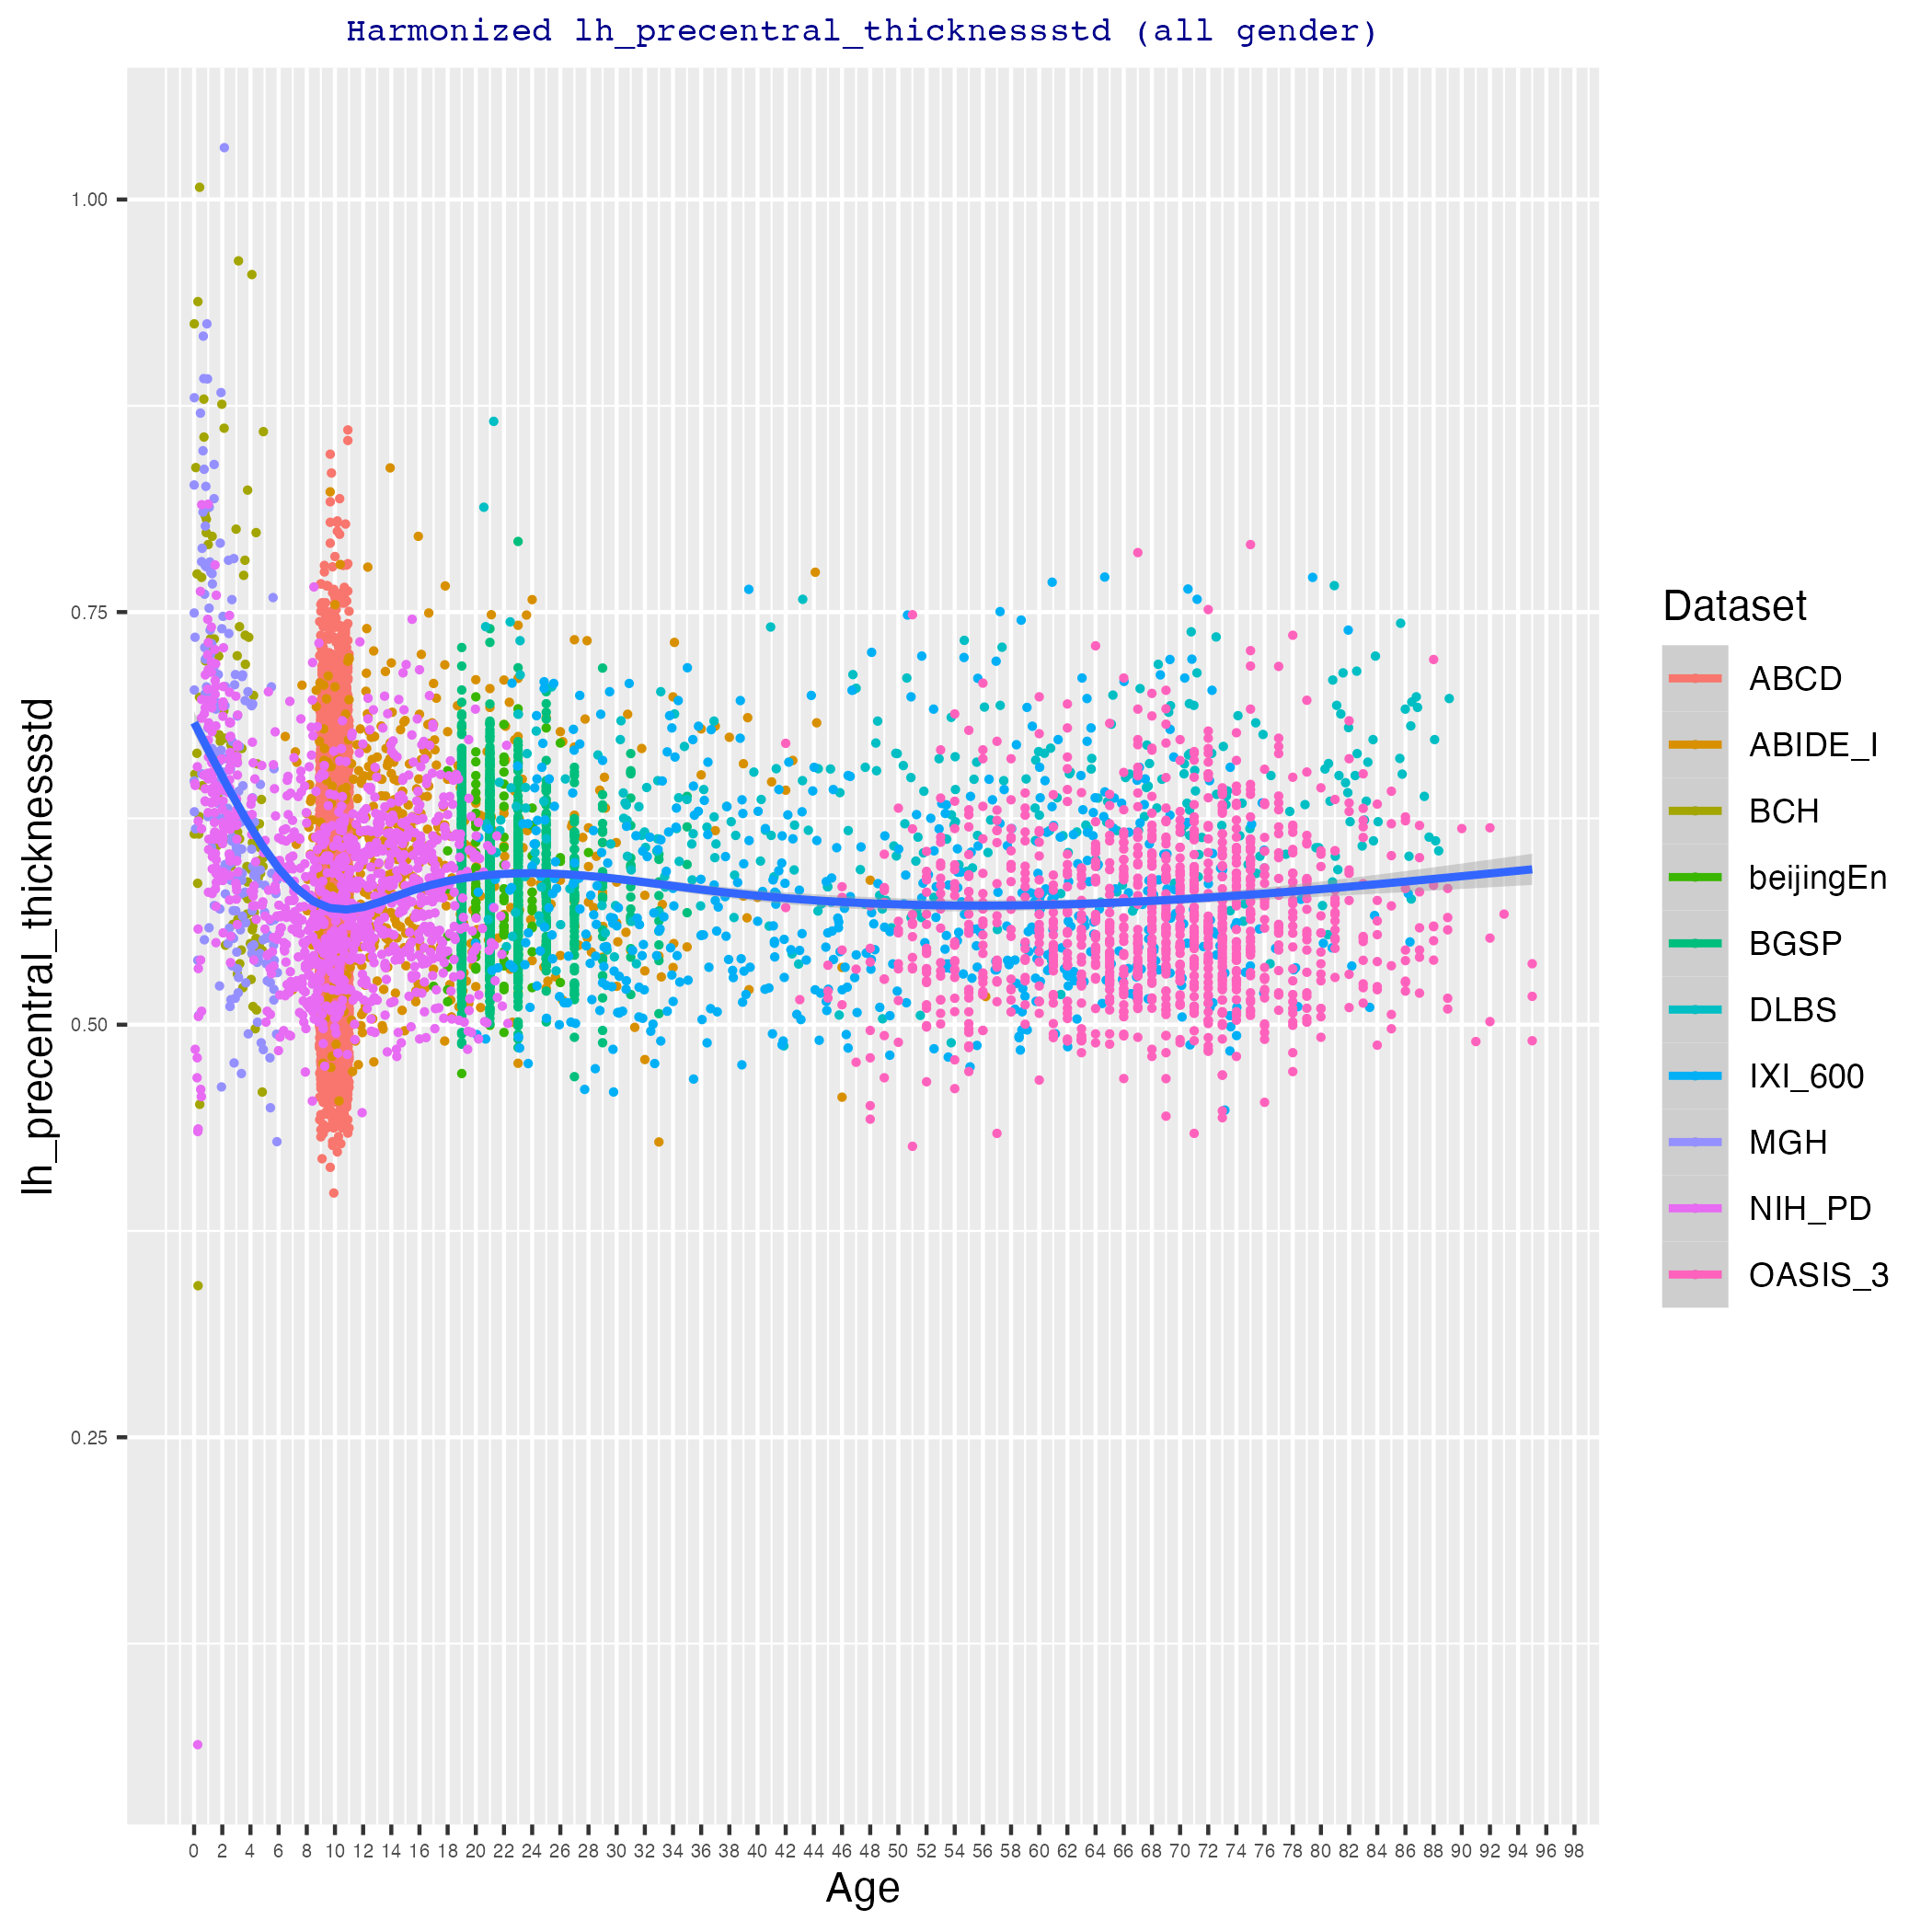 Harmonized lh_precentral_thicknessstd (all gender)
lh_precentral_thicknessstd
1.00
0.75
0.50
0.25
0 2 4 6 8 10 12 14 16 18 20 22 24 26 28 30 32 34 36 38 40 42 44 46 48 50 52 54 56 58 60 62 64 66 68 70 72 74 76 78 80 82 84 86 88 90 92 94 96 98
Age
Dataset
ABCD
ABIDE_I
BCH
beijingEn
BGSP
DLBS
IXI_600
MGH
NIH_PD
OASIS_3